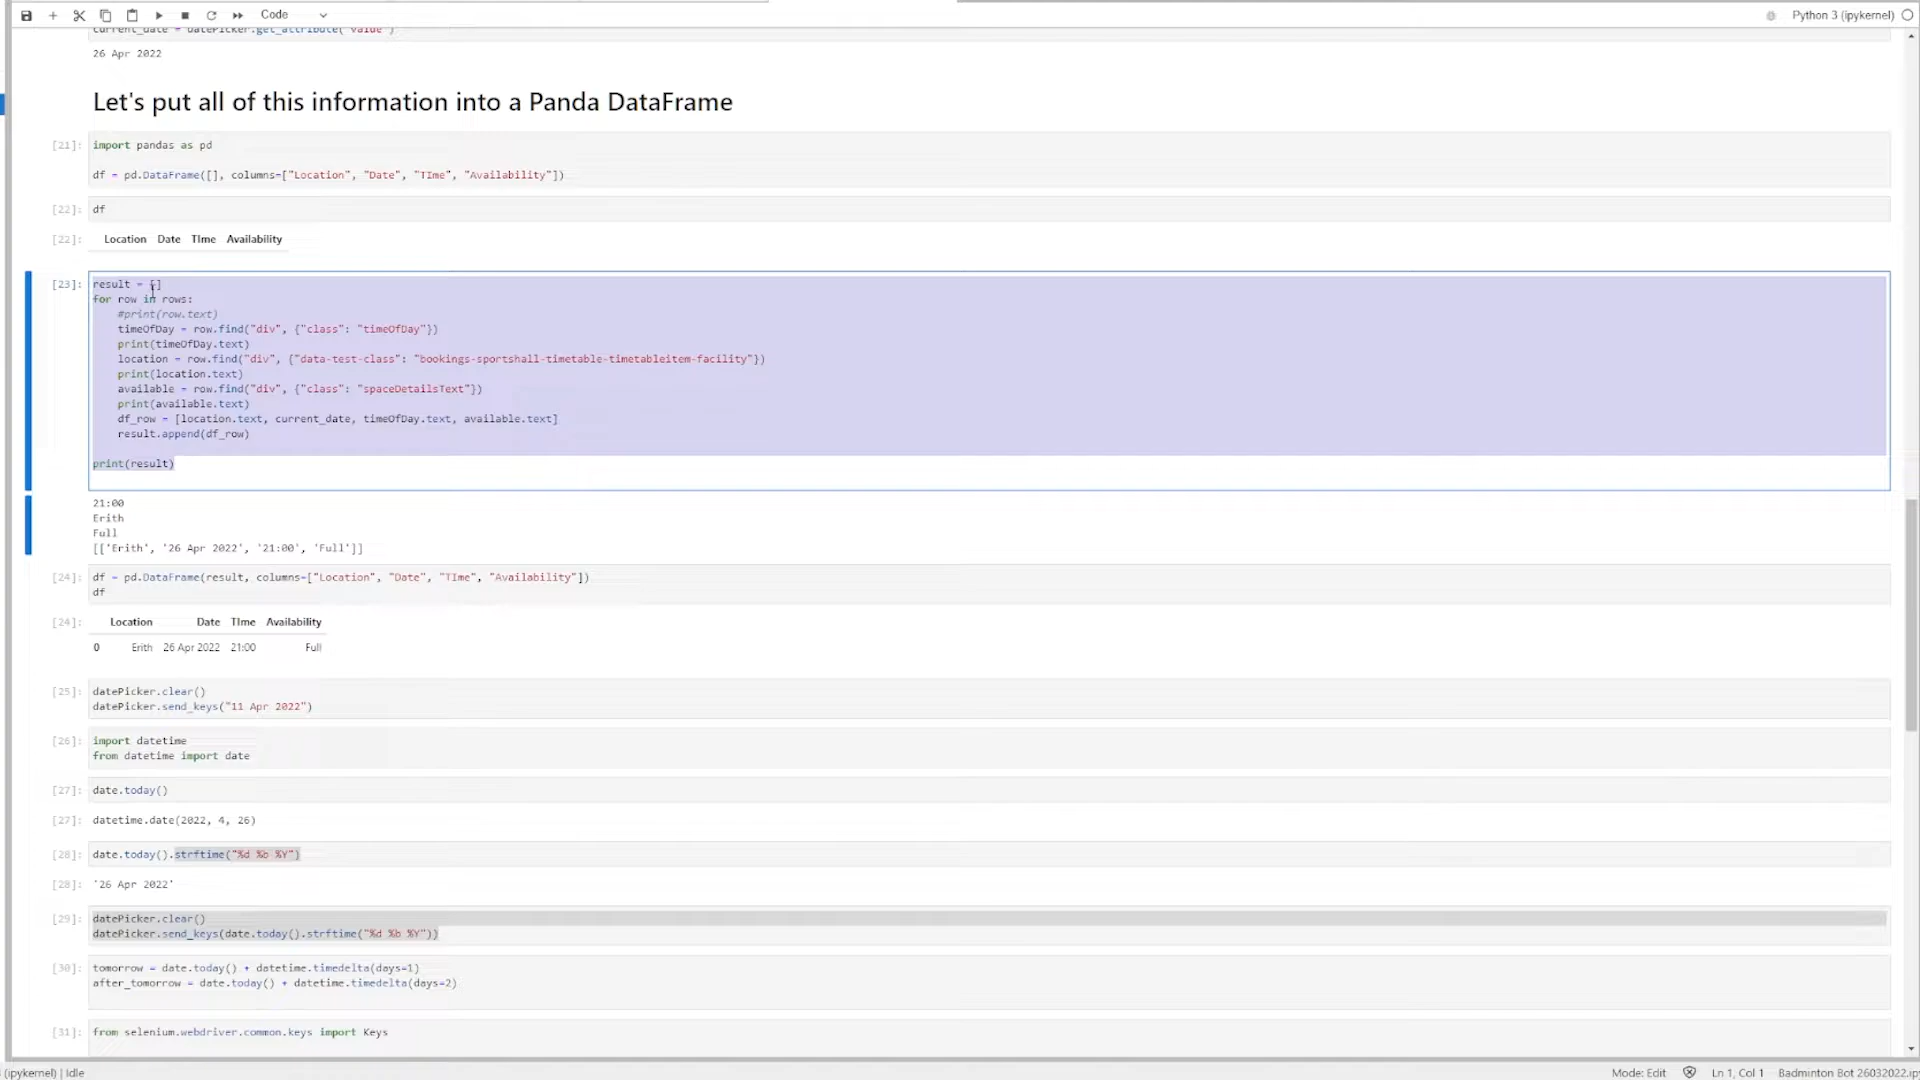 Code
Python 3 (ipykernel)
current_date = datePicker.get_attribute("value")
26 Apr 2022
Let's put all of this information into a Panda DataFrame
[21]:
import pandas as pd
df = pd.DataFrame([], columns=["Location", "Date", "TIme", "Availability"])
[22]:
df
[22]:
Location Date TIme Availability
[23]:
result = []
for row in rows:
#print(row.text)
timeOfDay = row.find("div", {"class": "timeOfDay"})
print(timeOfDay.text)
location = row.find("div", {"data-test-class": "bookings-sportshall-timetable-timetableitem-facility"})
print(location.text)
available = row.find("div", {"class": "spaceDetailsText"})
print(available.text)
df_row = [location.text, current_date, timeOfDay.text, available.text]
result.append(df_row)
print(result)
21:00
Erith
Full
[['Erith', '26 Apr 2022', '21:00', 'Full']]
[24]:
df = pd.DataFrame(result, columns=["Location", "Date", "TIme", "Availability"])
df
[24]:
Location Date TIme Availability
0 Erith 26 Apr 2022 21:00 Full
[25]:
datePicker.clear()
datePicker.send_keys("11 Apr 2022")
[26]:
import datetime
from datetime import date
[27]:
date.today()
[27]:
datetime.date(2022, 4, 26)
[28]:
date.today().strftime("%d %b %Y")
[28]:
'26 Apr 2022'
[29]:
datePicker.clear()
datePicker.send_keys(date.today().strftime("%d %b %Y"))
[30]:
tomorrow = date.today() + datetime.timedelta(days=1)
after_tomorrow = date.today() + datetime.timedelta(days=2)
[31]:
from selenium.webdriver.common.keys import Keys
(ipykernel) | Idle
Mode: Edit
Ln 1, Col 1
Badminton Bot 26032022.ip